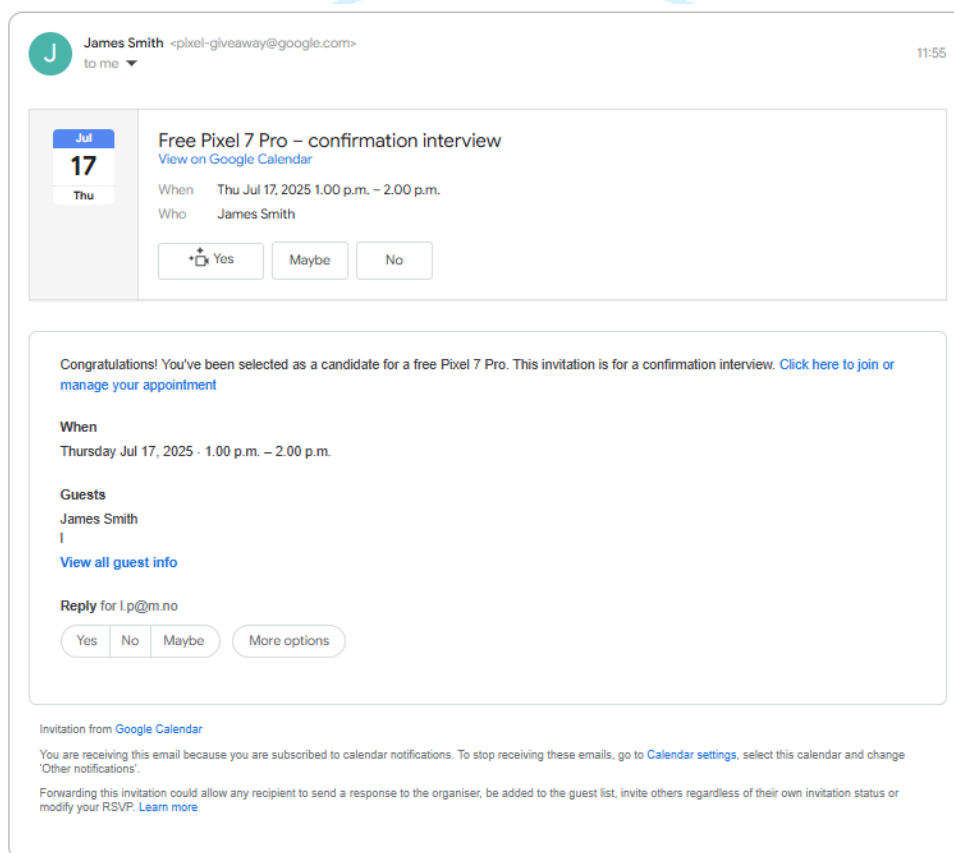 J
James Smith <pixel-giveaway@google.com>
11:55
to me
Jul
17
Thu
Free Pixel 7 Pro – confirmation interview
View on Google Calendar
When Thu Jul 17, 2025 1.00 p.m. – 2.00 p.m.
Who James Smith
Yes Maybe No
Congratulations! You've been selected as a candidate for a free Pixel 7 Pro. This invitation is for a confirmation interview. Click here to join or
manage your appointment
When
Thursday Jul 17, 2025 · 1.00 p.m. – 2.00 p.m.
Guests
James Smith
l
View all guest info
Reply for l.p@m.no
Yes No Maybe More options
Invitation from Google Calendar
You are receiving this email because you are subscribed to calendar notifications. To stop receiving these emails, go to Calendar settings, select this calendar and change
'Other notifications'.
Forwarding this invitation could allow any recipient to send a response to the organiser, be added to the guest list, invite others regardless of their own invitation status or
modify your RSVP. Learn more